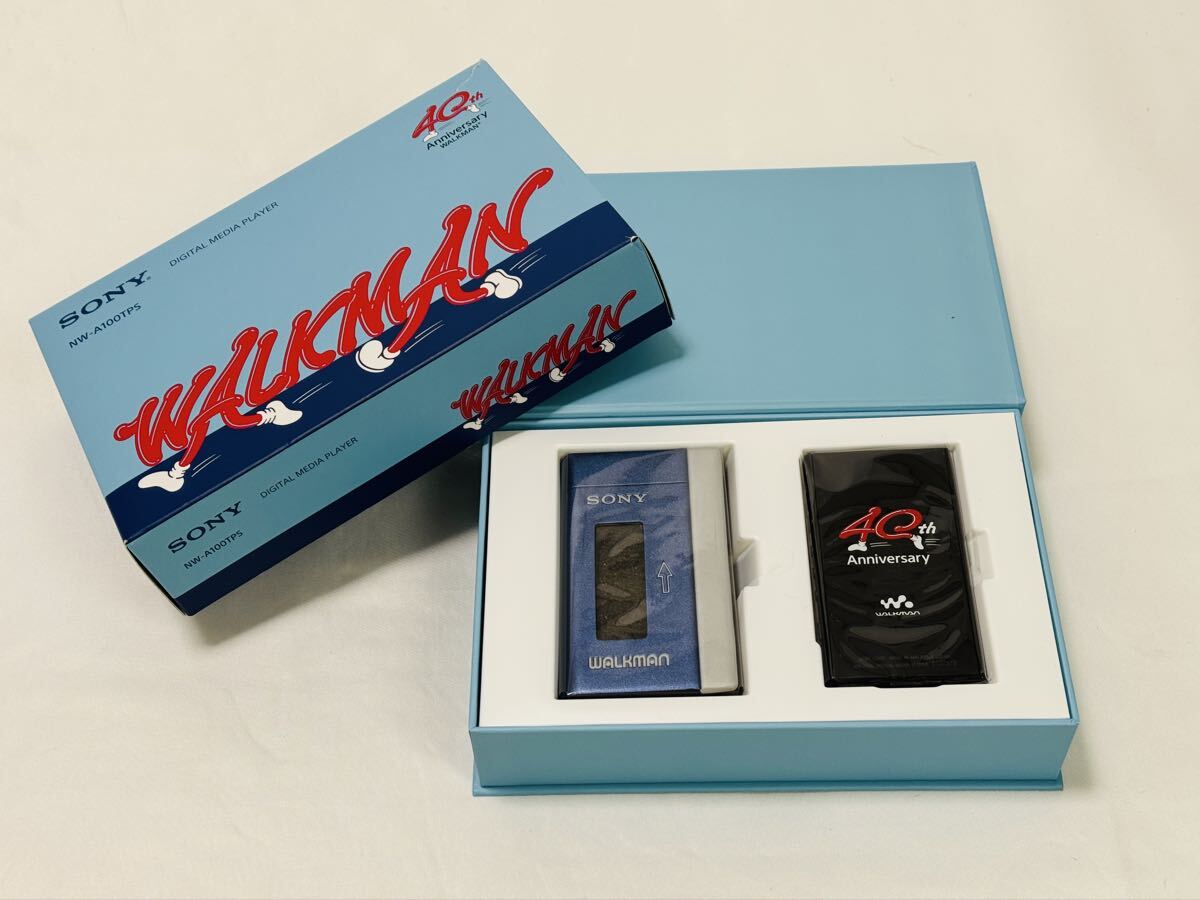 40th
Anniversary
WALKMAN®
DIGITAL MEDIA PLAYER
SONY®
NW-A100TPS
WALKMAN
WALKMAN
DIGITAL MEDIA PLAYER
SONY
NW-A100TPS
SONY
WALKMAN
40th
Anniversary
WALKMAN